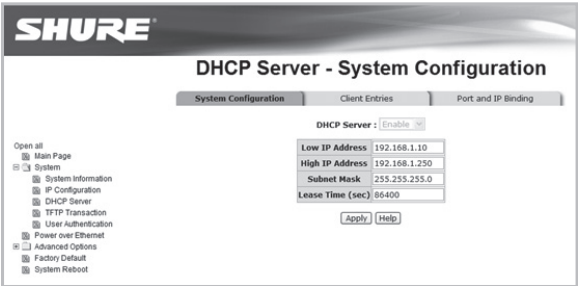 SHURE
DHCP Server - System Configuration
System Configuration
Client Entries
Port and IP Binding
DHCP Server : Enable
Low IP Address 192.168.1.10
High IP Address 192.168.1.250
Subnet Mask 255.255.255.0
Lease Time (sec) 86400
Apply Help
Open all
Main Page
System
System Information
IP Configuration
DHCP Server
TFTP Transaction
User Authentication
Power over Ethernet
Advanced Options
Factory Default
System Reboot